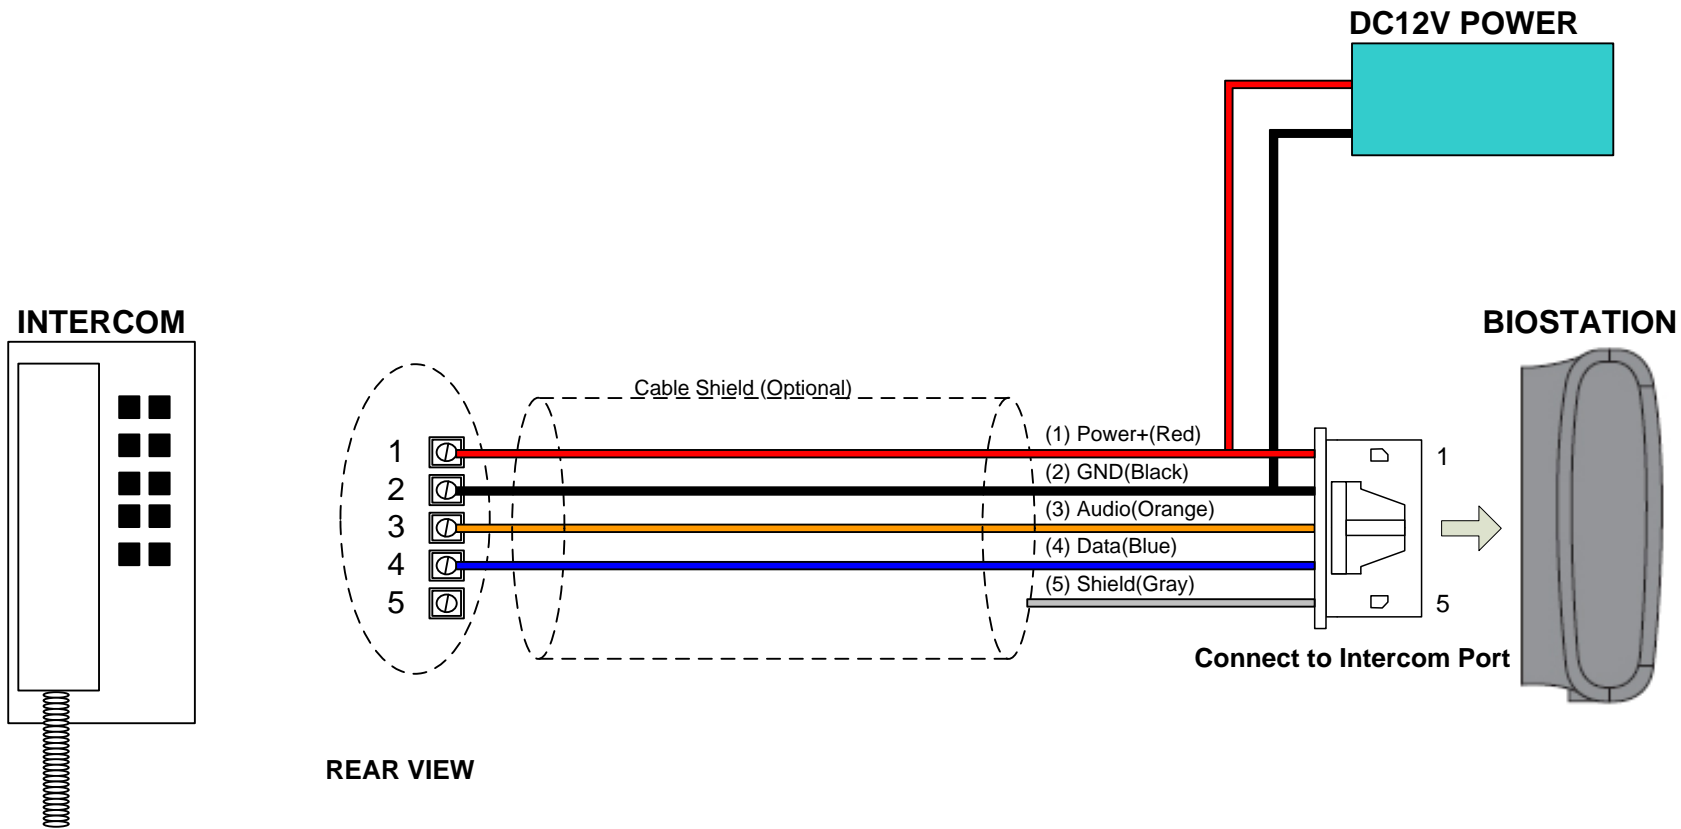 DC12V POWER
INTERCOM
BIOSTATION
Cable Shield (Optional)
(1) Power+(Red)
1
1
(2) GND(Black)
2
(3) Audio(Orange)
3
(4) Data(Blue)
4
(5) Shield(Gray)
5
5
Connect to Intercom Port
REAR VIEW